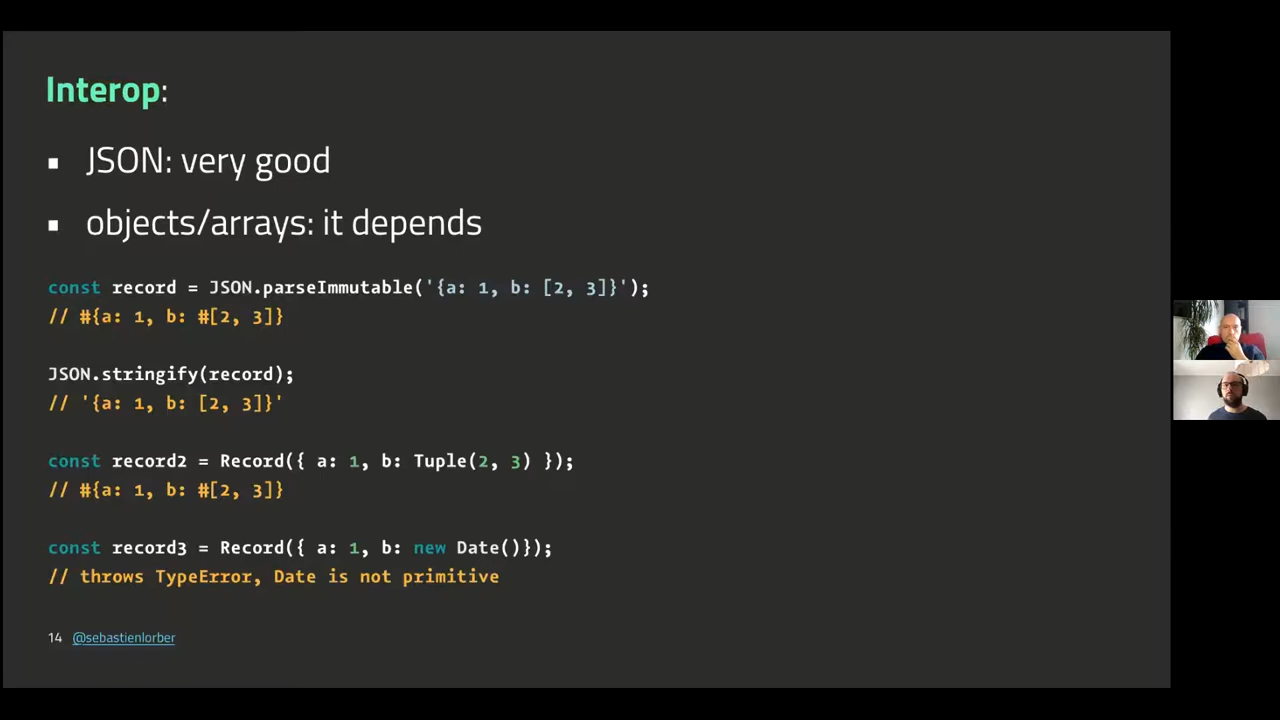 Interop:
▪ JSON: very good
▪ objects/arrays: it depends
const record = JSON.parseImmutable('{a: 1, b: [2, 3]}');
// #{a: 1, b: #[2, 3]}
JSON.stringify(record);
// '{a: 1, b: [2, 3]}'
const record2 = Record({ a: 1, b: Tuple(2, 3) });
// #{a: 1, b: #[2, 3]}
const record3 = Record({ a: 1, b: new Date()});
// throws TypeError, Date is not primitive
14 @sebastienlorber